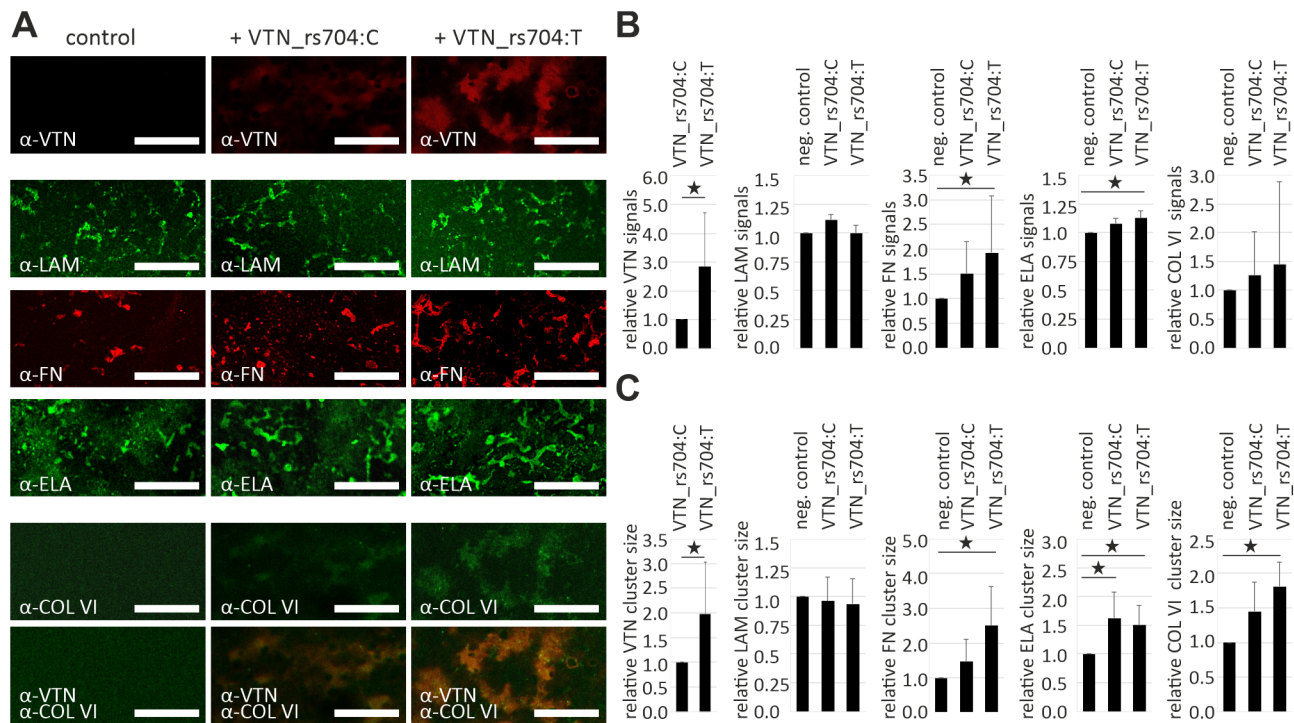 A
control
+ VTN_rs704:C
+ VTN_rs704:T
α-VTN
α-VTN
α-VTN
α-LAM
α-LAM
α-LAM
α-FN
α-FN
α-FN
α-ELA
α-ELA
α-ELA
α-COL VI
α-COL VI
α-COL VI
α-VTN
α-COL VI
α-VTN
α-COL VI
α-VTN
α-COL VI
B
VTN_rs704:C
VTN_rs704:T
relative VTN signals
6.0
5.0
4.0
3.0
2.0
1.0
0.0
★
neg. control
VTN_rs704:C
VTN_rs704:T
relative LAM signals
1.5
1.25
1.0
0.75
0.5
0.25
0.0
neg. control
VTN_rs704:C
VTN_rs704:T
relative FN signals
3.5
3.0
2.5
2.0
1.5
1.0
0.5
0.0
★
neg. control
VTN_rs704:C
VTN_rs704:T
relative ELA signals
1.5
1.25
1.0
0.75
0.5
0.25
0.0
★
neg. control
VTN_rs704:C
VTN_rs704:T
relative COL VI signals
3.0
2.5
2.0
1.5
1.0
0.5
0.0
C
VTN_rs704:C
VTN_rs704:T
relative VTN cluster size
3.5
3.0
2.5
2.0
1.5
1.0
0.5
0.0
★
neg. control
VTN_rs704:C
VTN_rs704:T
relative LAM cluster size
1.5
1.25
1.0
0.75
0.5
0.25
0.0
neg. control
VTN_rs704:C
VTN_rs704:T
relative FN cluster size
5.0
4.0
3.0
2.0
1.0
0.0
★
neg. control
VTN_rs704:C
VTN_rs704:T
relative ELA cluster size
3.0
2.5
2.0
1.5
1.0
0.5
0.0
★
★
neg. control
VTN_rs704:C
VTN_rs704:T
relative COL VI cluster size
2.5
2.0
1.5
1.0
0.5
0.0
★